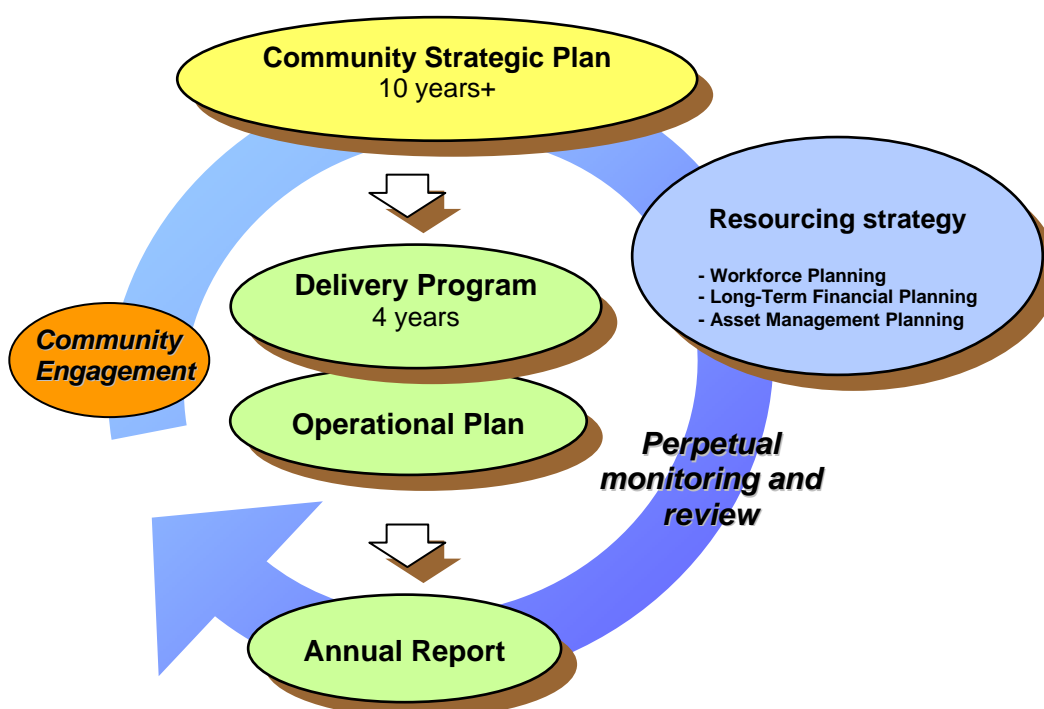 Community Strategic Plan
10 years+
Resourcing strategy
- Workforce Planning
- Long-Term Financial Planning
- Asset Management Planning
Delivery Program
4 years
Community
Engagement
Operational Plan
Perpetual
monitoring and
review
Annual Report